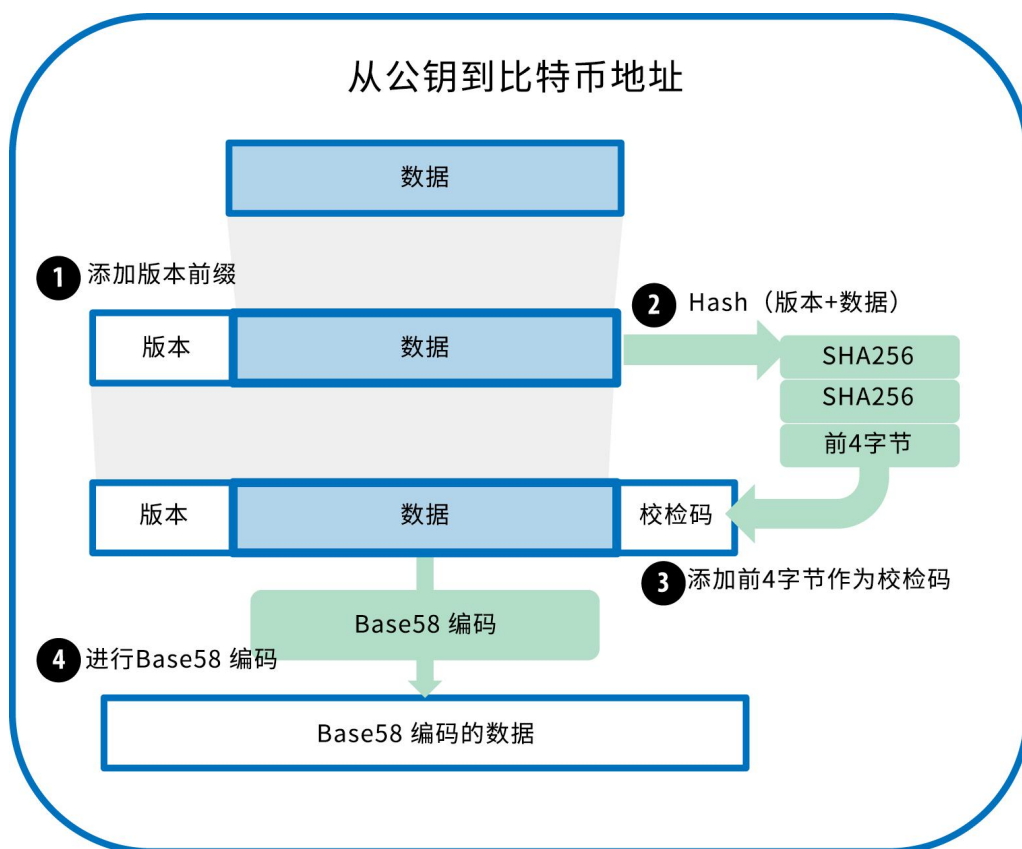 从公钥到比特币地址
数据
1 添加版本前缀
2 Hash（版本+数据）
版本
数据
SHA256
SHA256
前4字节
版本
数据
校检码
3 添加前4字节作为校检码
Base58 编码
4 进行Base58 编码
Base58 编码的数据